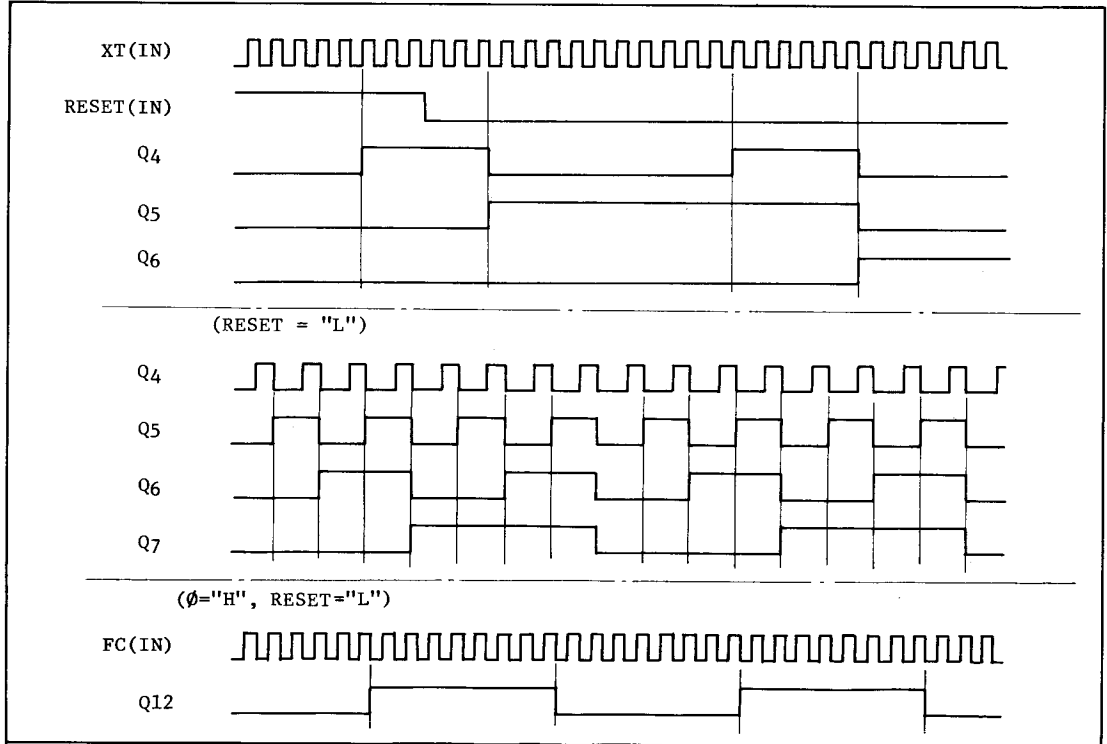 XT(IN)
RESET(IN)
Q4
Q5
Q6
(RESET = "L")
Q4
Q5
Q6
Q7
(Ø="H", RESET="L")
FC(IN)
Q12